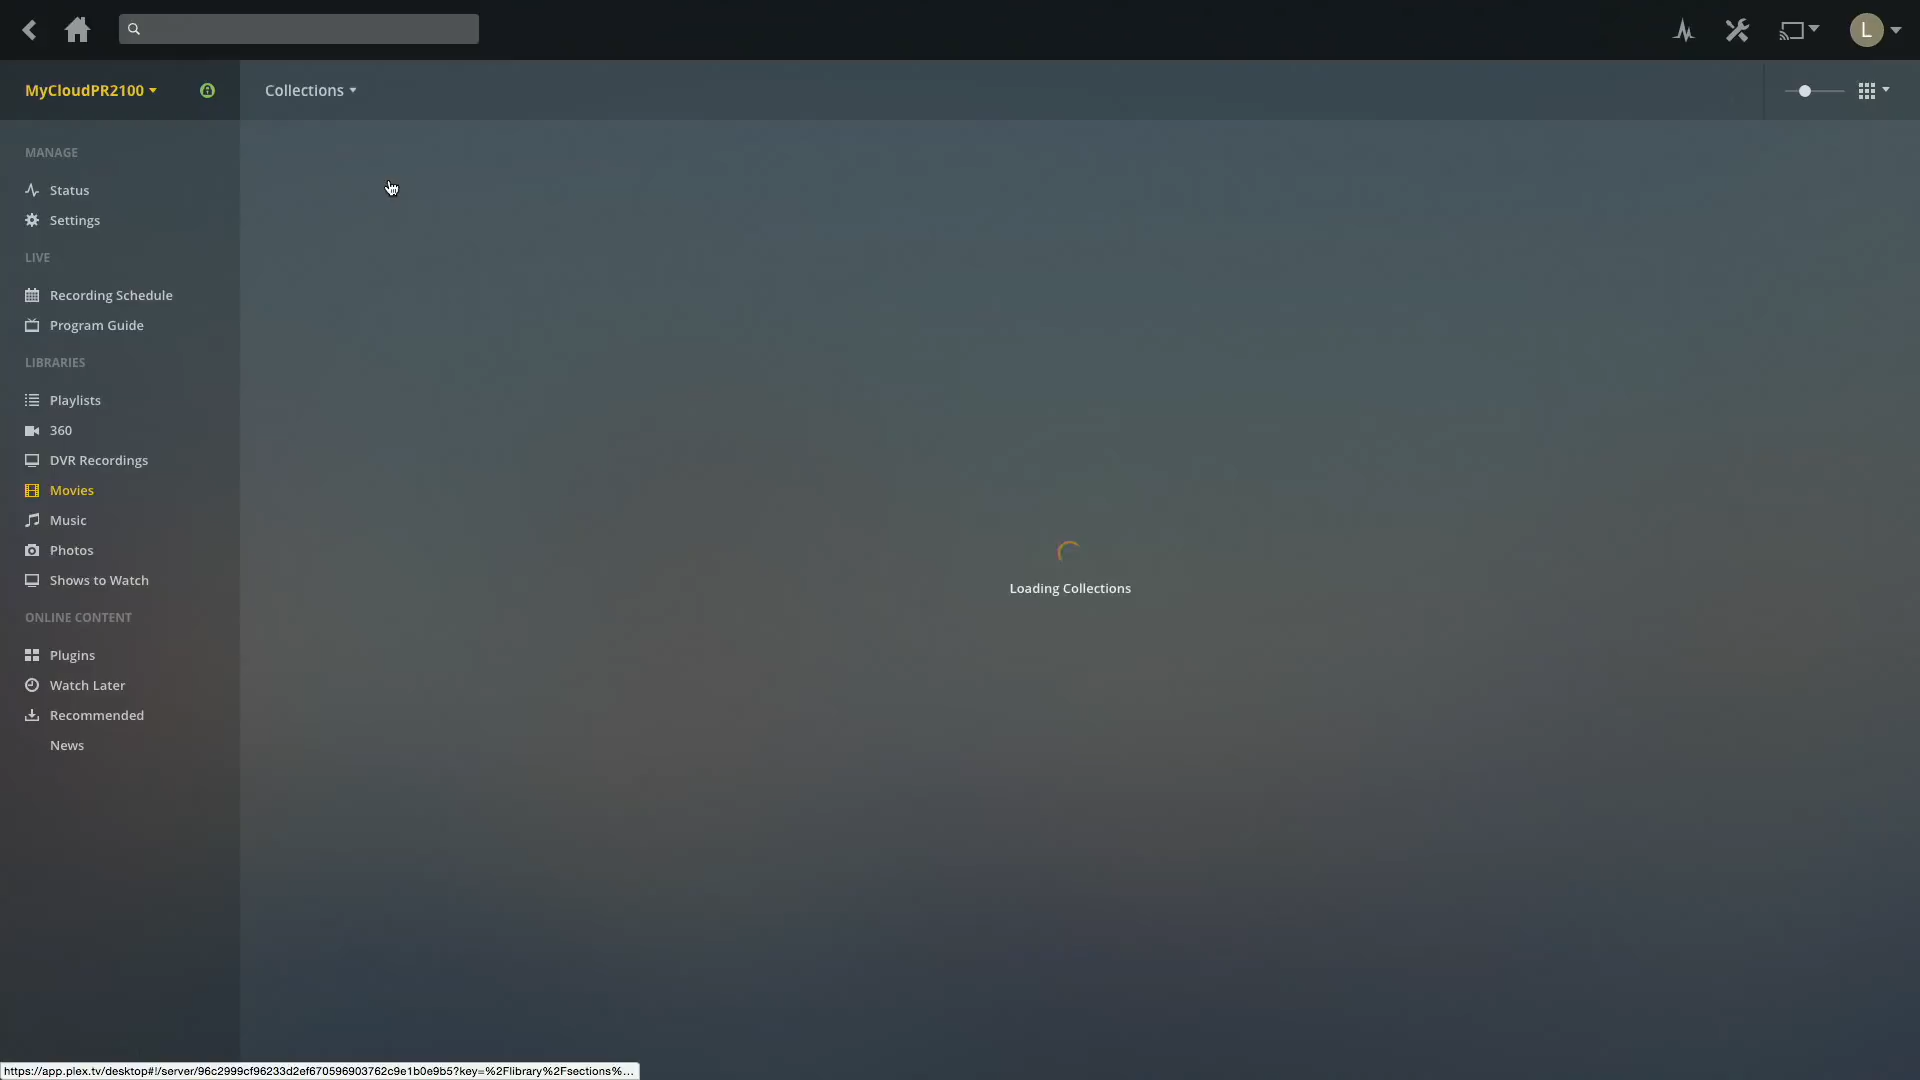 L
MyCloudPR2100
Collections
MANAGE
Status
Settings
LIVE
Recording Schedule
Program Guide
LIBRARIES
Playlists
360
DVR Recordings
Movies
Music
Photos
Shows to Watch
ONLINE CONTENT
Plugins
Watch Later
Recommended
News
Loading Collections
https://app.plex.tv/desktop#!/server/96c2999cf96233d2ef670596903762c9e1b0e9b5?key=%2Flibrary%2Fsections%...